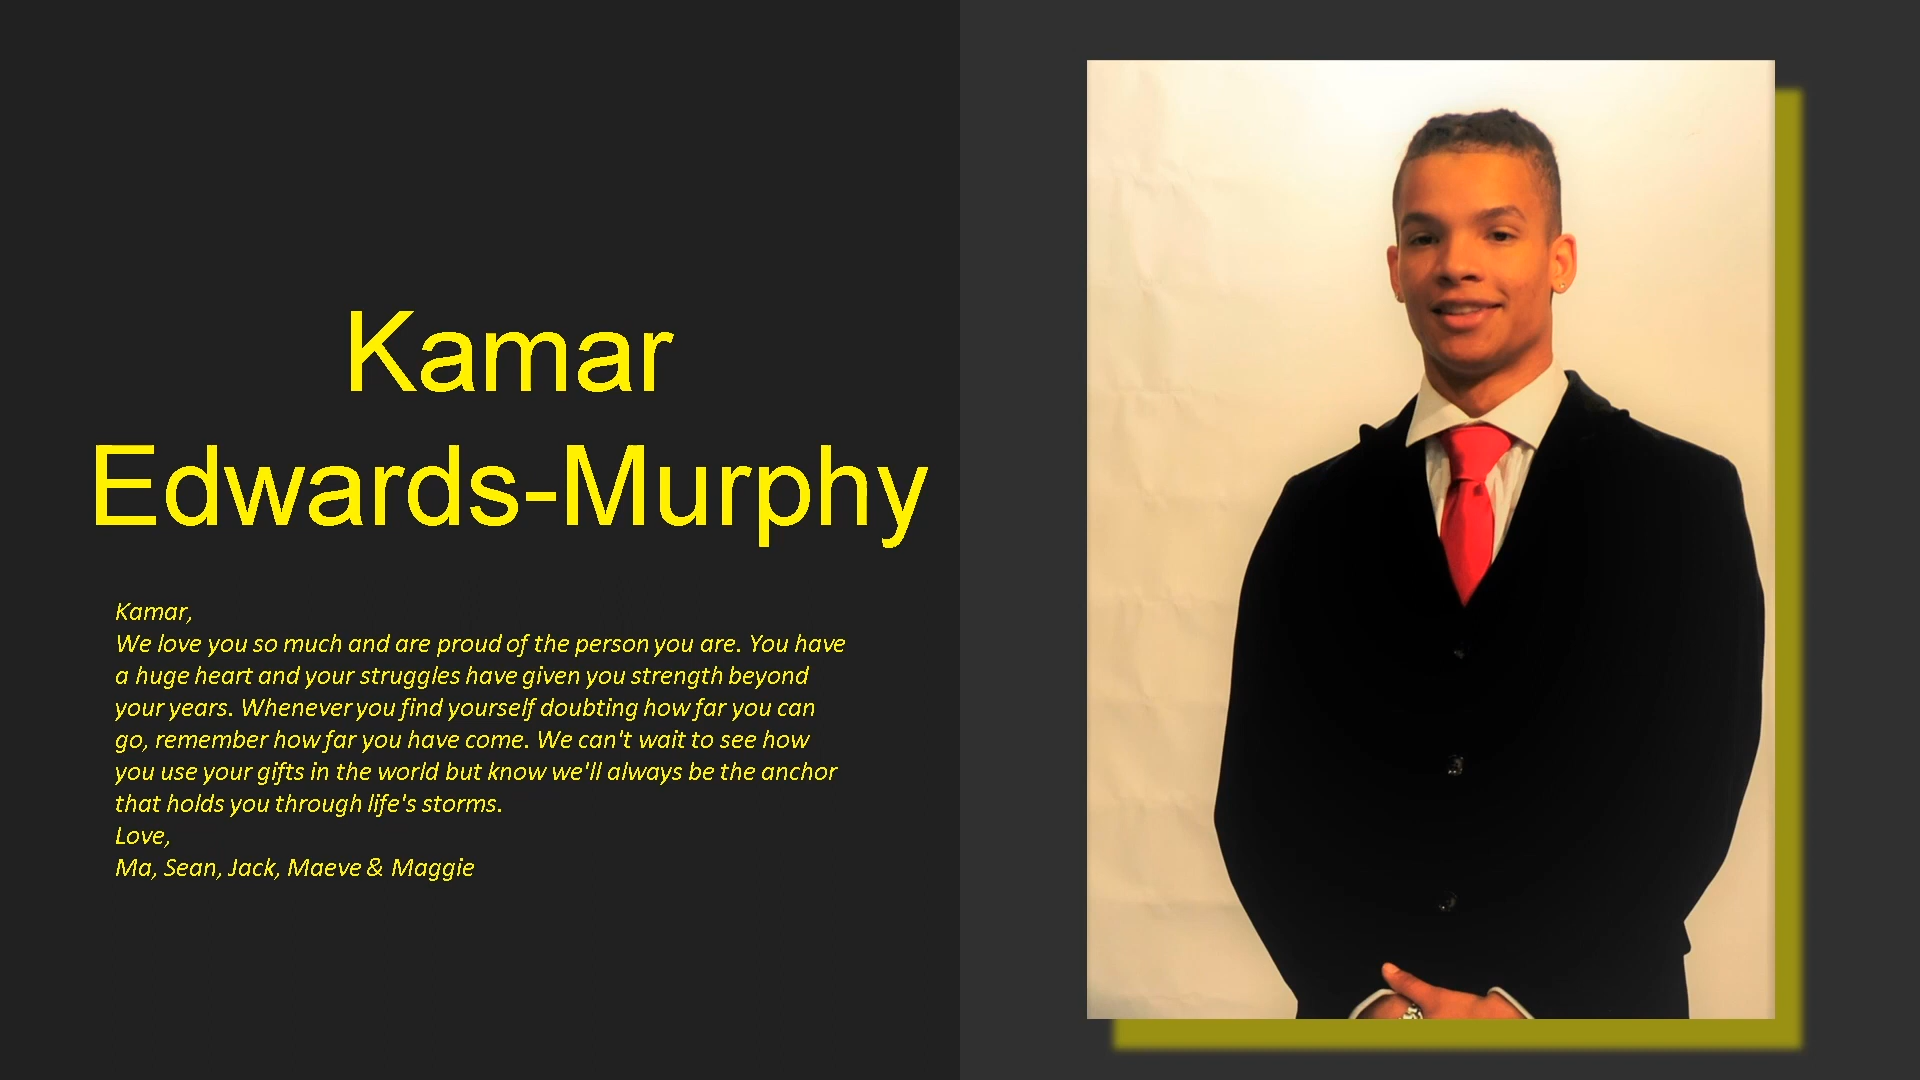 Kamar
Edwards-Murphy
Kamar,
We love you so much and are proud of the person you are. You have
a huge heart and your struggles have given you strength beyond
your years. Whenever you find yourself doubting how far you can
go, remember how far you have come. We can't wait to see how
you use your gifts in the world but know we'll always be the anchor
that holds you through life's storms.
Love,
Ma, Sean, Jack, Maeve & Maggie